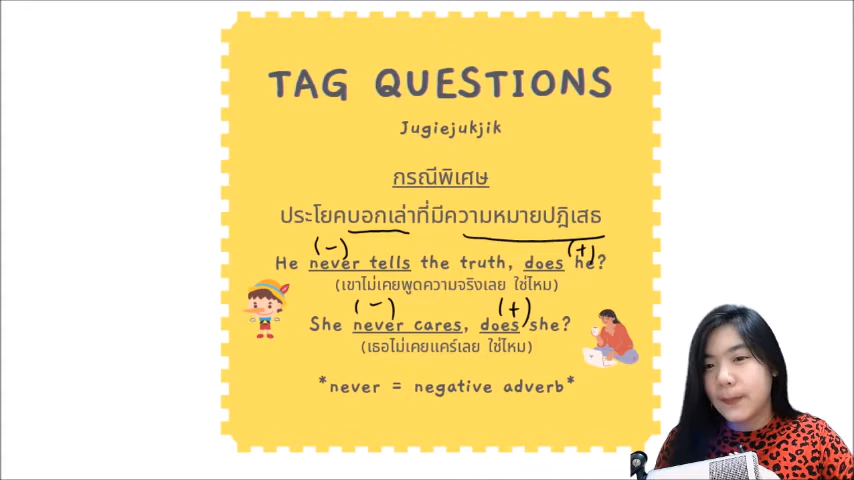 TAG QUESTIONS
Jugiejukjik
กรณีพิเศษ
ประโยคบอกเล่าที่มีความหมายปฎิเสธ
(-) (+)
He never tells the truth, does he?
(เขาไม่เคยพูดความจริงเลย ใช่ไหม)
(-) (+)
She never cares, does she?
(เธอไม่เคยแคร์เลย ใช่ไหม)
*never = negative adverb*